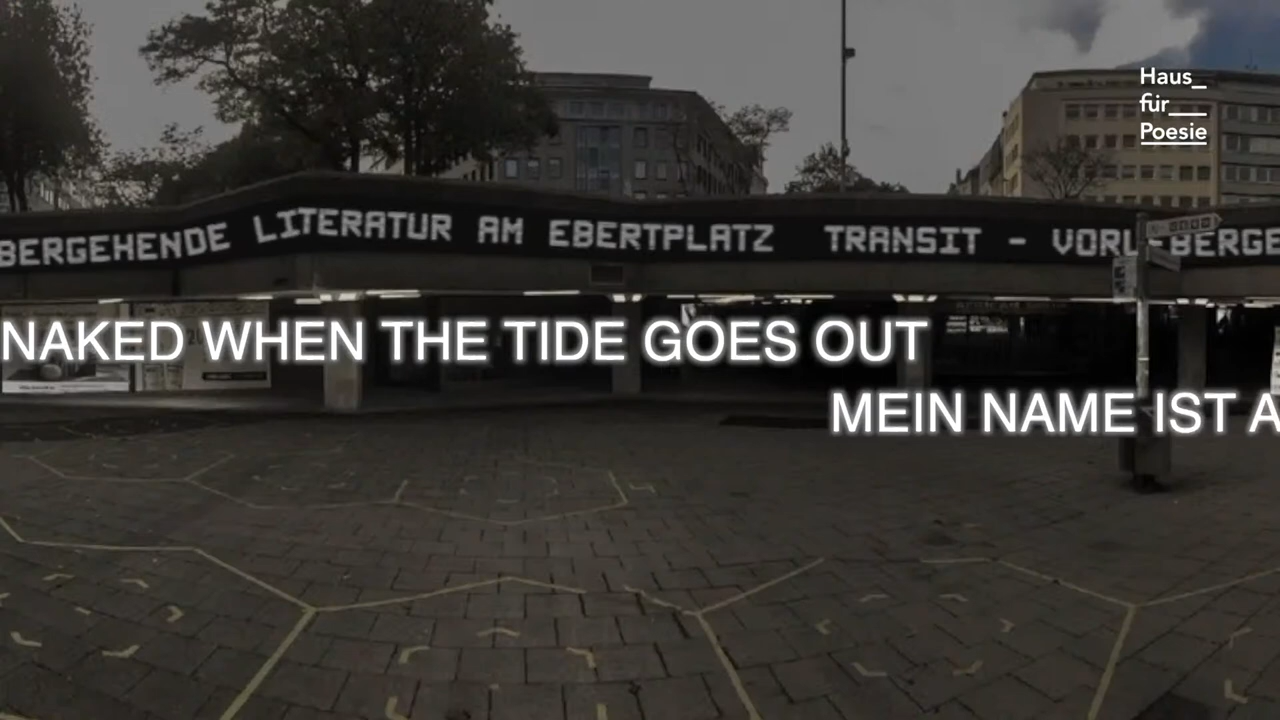 Haus_
für__
Poesie
BERGEHENDE LITERATUR AM EBERTPLATZ TRANSIT - VORÜBERGE
NAKED WHEN THE TIDE GOES OUT
MEIN NAME IST A